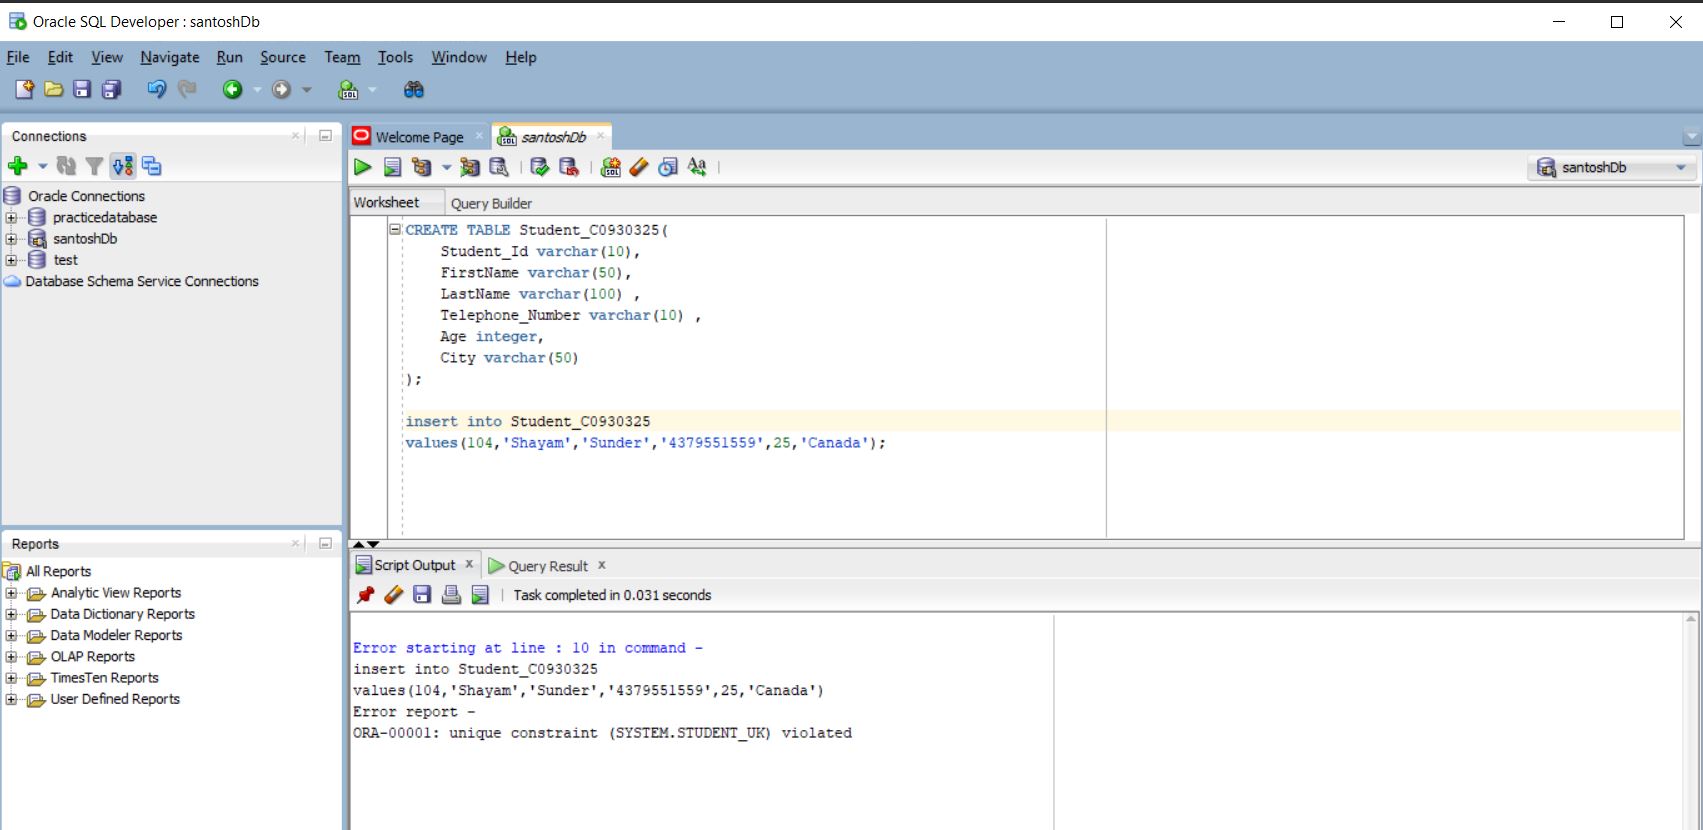 Oracle SQL Developer : santoshDb
File Edit View Navigate Run Source Team Tools Window Help
Connections
Oracle Connections
practicedatabase
santoshDb
test
Database Schema Service Connections
Reports
All Reports
Analytic View Reports
Data Dictionary Reports
Data Modeler Reports
OLAP Reports
TimesTen Reports
User Defined Reports
Welcome Page
santoshDb
santoshDb
Worksheet Query Builder
CREATE TABLE Student_C0930325(
    Student_Id varchar(10),
    FirstName varchar(50),
    LastName varchar(100) ,
    Telephone_Number varchar(10) ,
    Age integer,
    City varchar(50)
);
insert into Student_C0930325
values(104,'Shayam','Sunder','4379551559',25,'Canada');
Script Output Query Result
Task completed in 0.031 seconds
Error starting at line : 10 in command -
insert into Student_C0930325
values(104,'Shayam','Sunder','4379551559',25,'Canada')
Error report -
ORA-00001: unique constraint (SYSTEM.STUDENT_UK) violated